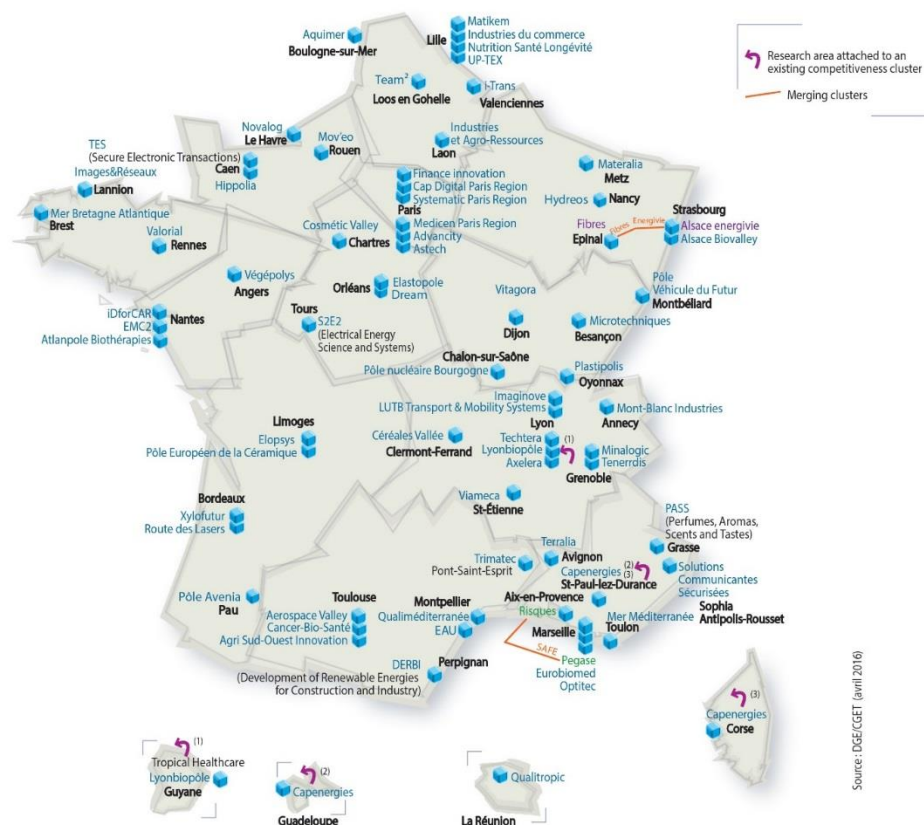 Matikem
Industries du commerce
Nutrition Santé Longévité
UP-TEX
Lille
Aquimer
Boulogne-sur-Mer
Research area attached to an
existing competitiveness cluster
Merging clusters
Team²
Loos en Gohelle
I-Trans
Valenciennes
Novalog
Le Havre
Mov'eo
Rouen
Industries
et Agro-Ressources
Laon
TES
(Secure Electronic Transactions)
Caen
Hippolia
Images&Réseaux
Lannion
Materalia
Metz
Hydreos
Nancy
Finance innovation
Cap Digital Paris Region
Systematic Paris Region
Paris
Medicen Paris Region
Advancity
Astech
Strasbourg
Alsace energivie
Alsace Biovalley
Fibres
Epinal
Fibres Energivie
Mer Bretagne Atlantique
Brest
Valorial
Rennes
Cosmétic Valley
Chartres
Végépolys
Angers
Orléans
Elastopole
Dream
Vitagora
Dijon
Pôle
Véhicule du Futur
Montbéliard
iDforCAR
EMC2
Atlanpole Biothérapies
Nantes
Tours
S2E2
(Electrical Energy
Science and Systems)
Microtechniques
Besançon
Chalon-sur-Saône
Pôle nucléaire Bourgogne
Plastipolis
Oyonnax
Imaginove
LUTB Transport & Mobility Systems
Lyon
Mont-Blanc Industries
Annecy
Limoges
Elopsys
Pôle Européen de la Céramique
Céréales Vallée
Clermont-Ferrand
Techtera
Lyonbiopôle
Axelera
(1)
Minalogic
Tenerrdis
Grenoble
Viameca
St-Étienne
Bordeaux
Xylofutur
Route des Lasers
PASS
(Perfumes, Aromas,
Scents and Tastes)
Grasse
Terralia
Avignon
Trimatec
Pont-Saint-Esprit
Capenergies
(2)
(3)
St-Paul-lez-Durance
Solutions
Communicantes
Sécurisées
Sophia
Antipolis-Rousset
Pôle Avenia
Pau
Toulouse
Aerospace Valley
Cancer-Bio-Santé
Agri Sud-Ouest Innovation
Montpellier
Qualiméditerranée
EAU
Aix-en-Provence
Risques
Marseille
SAFE
Pegase
Eurobiomed
Optitec
Mer Méditerranée
Toulon
DERBI
(Development of Renewable Energies
for Construction and Industry)
Perpignan
(3)
Capenergies
Corse
Source : DGE/CGET (avril 2016)
(1)
Tropical Healthcare
Lyonbiopôle
Guyane
(2)
Capenergies
Guadeloupe
Qualitropic
La Réunion